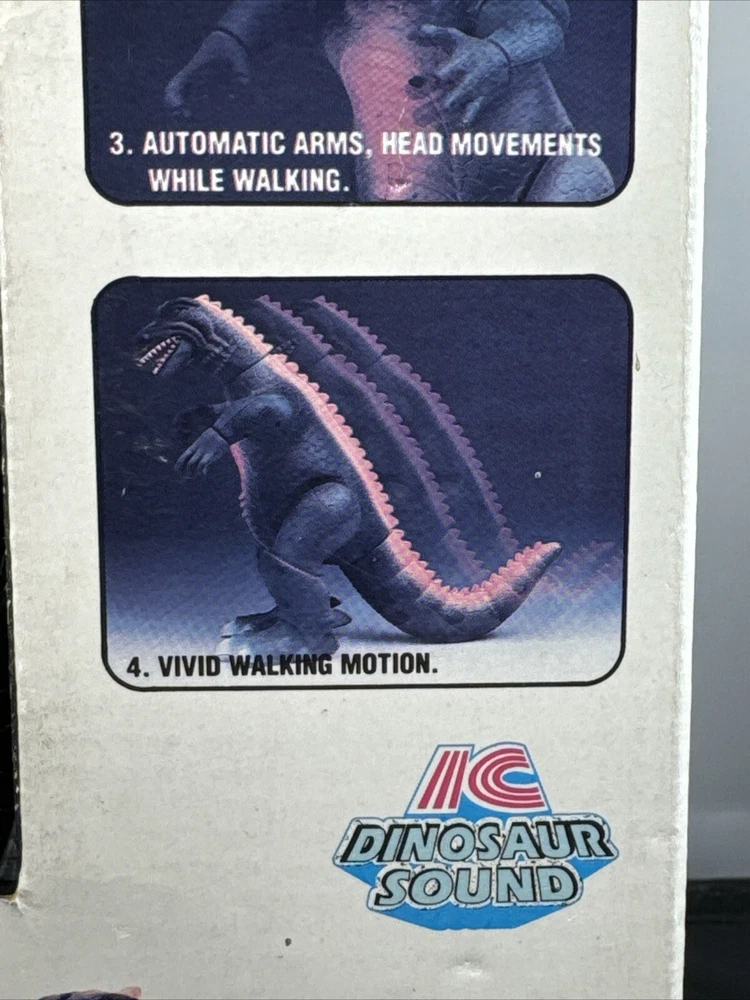 3. AUTOMATIC ARMS, HEAD MOVEMENTS
WHILE WALKING.
4. VIVID WALKING MOTION.
IC
DINOSAUR
SOUND